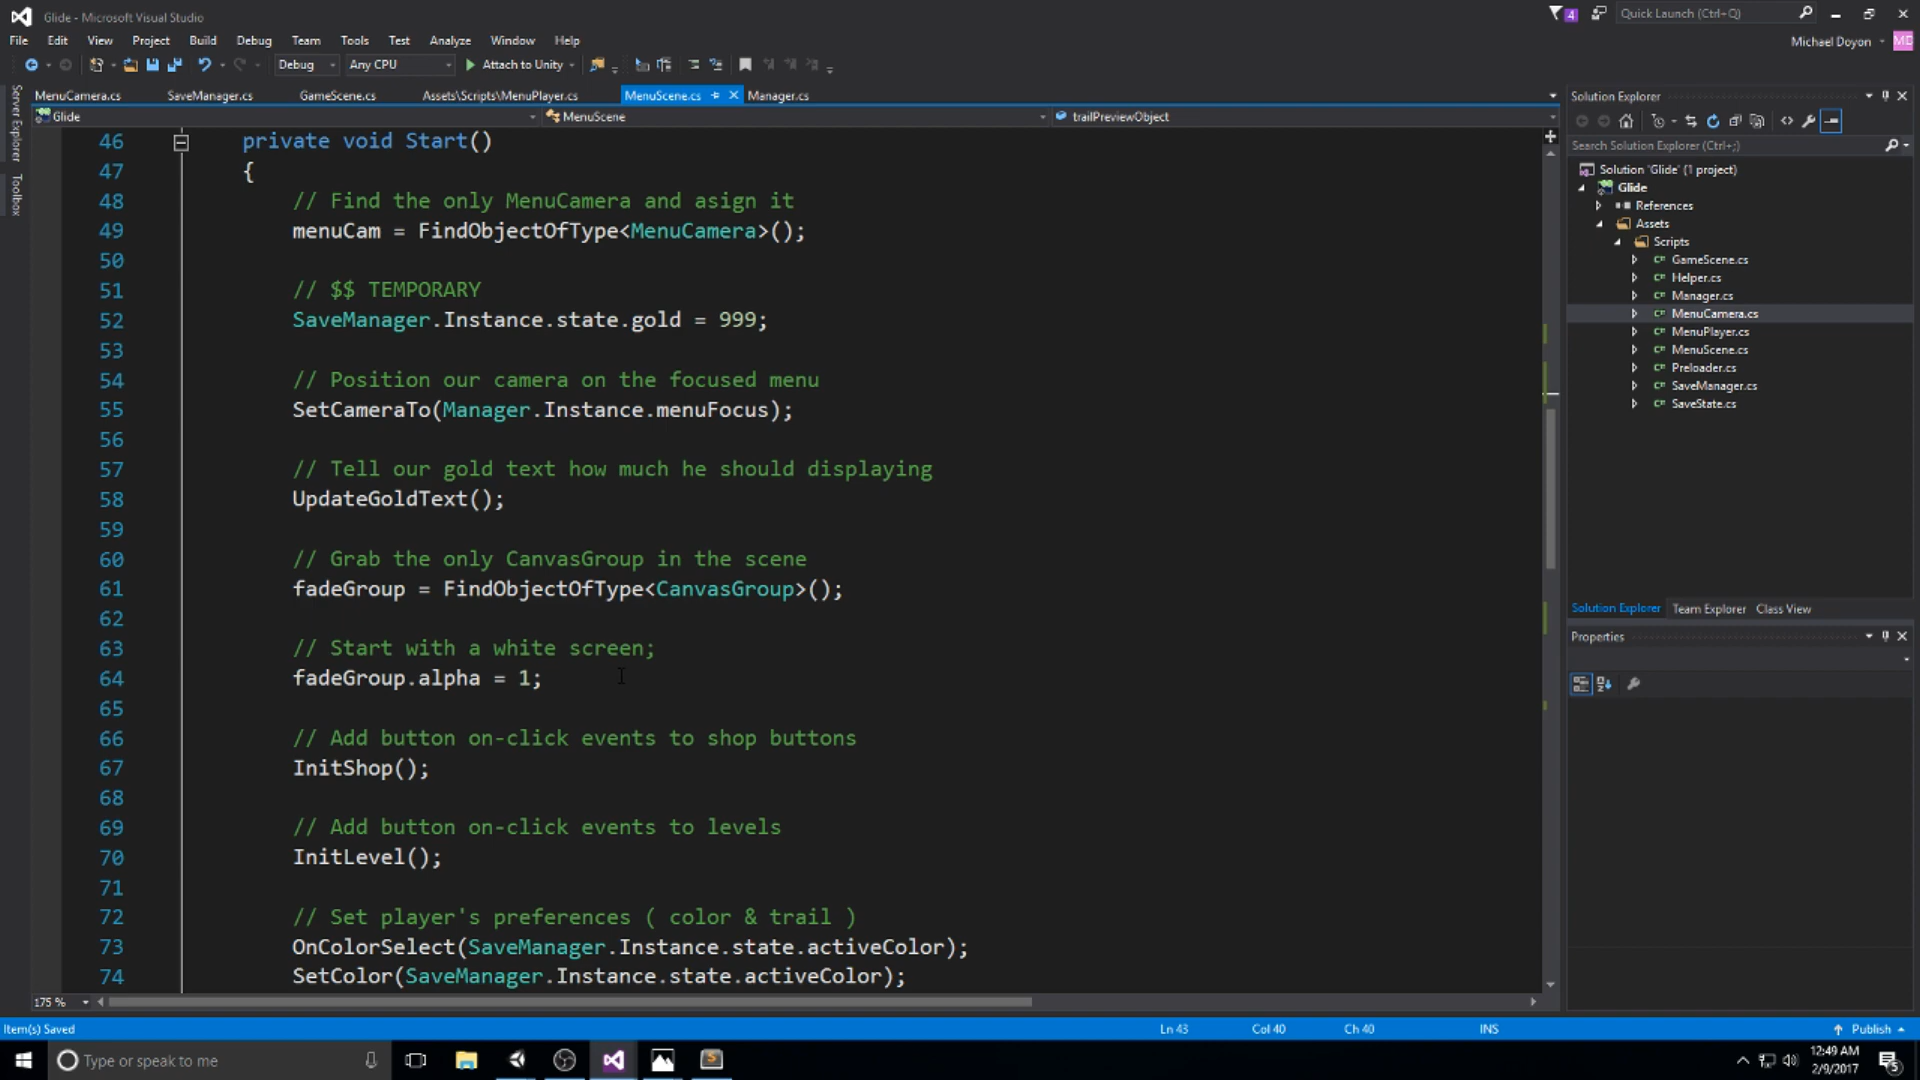 Glide - Microsoft Visual Studio
4
Quick Launch (Ctrl+Q)
File Edit View Project Build Debug Team Tools Test Analyze Window Help
Michael Doyon
MD
Debug Any CPU Attach to Unity
Server Explorer
Toolbox
MenuCamera.cs SaveManager.cs GameScene.cs Assets\Scripts\MenuPlayer.cs MenuScene.cs Manager.cs
Glide MenuScene trailPreviewObject
46 private void Start()
47 {
48 // Find the only MenuCamera and asign it
49 menuCam = FindObjectOfType<MenuCamera>();
50
51 // $$ TEMPORARY
52 SaveManager.Instance.state.gold = 999;
53
54 // Position our camera on the focused menu
55 SetCameraTo(Manager.Instance.menuFocus);
56
57 // Tell our gold text how much he should displaying
58 UpdateGoldText();
59
60 // Grab the only CanvasGroup in the scene
61 fadeGroup = FindObjectOfType<CanvasGroup>();
62
63 // Start with a white screen;
64 fadeGroup.alpha = 1;
65
66 // Add button on-click events to shop buttons
67 InitShop();
68
69 // Add button on-click events to levels
70 InitLevel();
71
72 // Set player's preferences ( color & trail )
73 OnColorSelect(SaveManager.Instance.state.activeColor);
74 SetColor(SaveManager.Instance.state.activeColor);
175 %
Solution Explorer
Search Solution Explorer (Ctrl+;)
Solution 'Glide' (1 project)
Glide
References
Assets
Scripts
GameScene.cs
Helper.cs
Manager.cs
MenuCamera.cs
MenuPlayer.cs
MenuScene.cs
Preloader.cs
SaveManager.cs
SaveState.cs
Solution Explorer Team Explorer Class View
Properties
Item(s) Saved Ln 43 Col 40 Ch 40 INS Publish
Type or speak to me
12:49 AM
2/9/2017
5